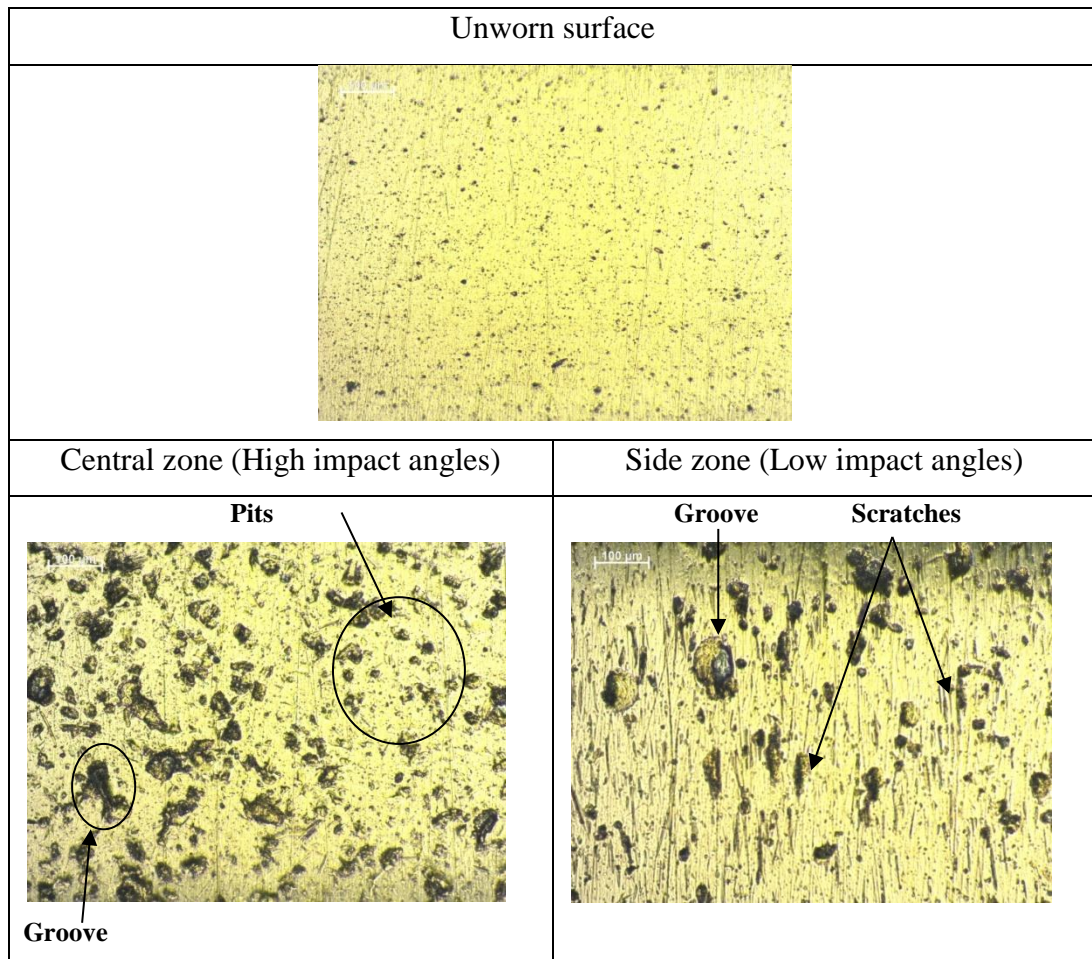 Unworn surface
Central zone (High impact angles)
Side zone (Low impact angles)
Pits
Groove
Scratches
100 µm
Groove